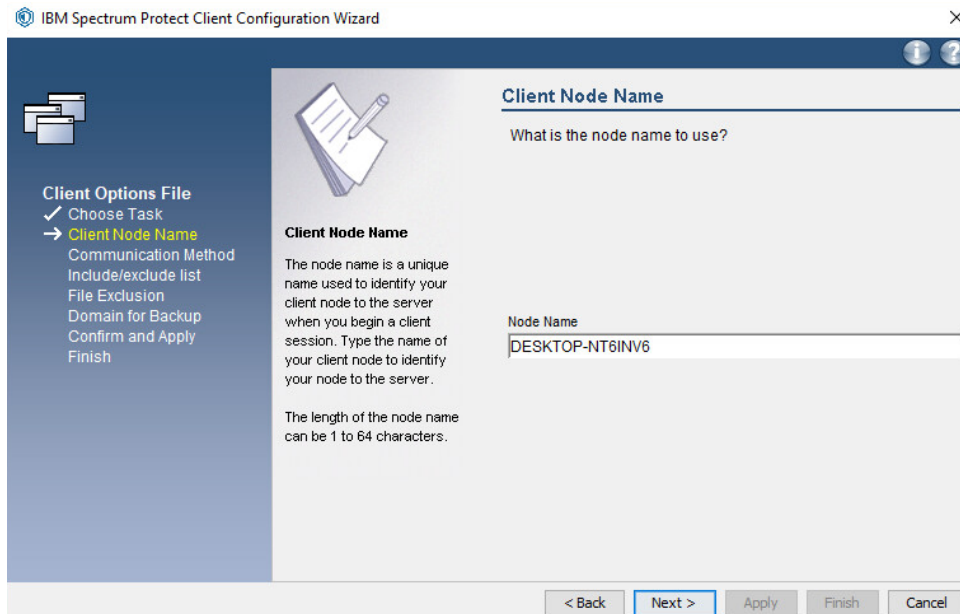 IBM Spectrum Protect Client Configuration Wizard
Client Options File
Choose Task
Client Node Name
Communication Method
Include/exclude list
File Exclusion
Domain for Backup
Confirm and Apply
Finish
Client Node Name
The node name is a unique
name used to identify your
client node to the server
when you begin a client
session. Type the name of
your client node to identify
your node to the server.
The length of the node name
can be 1 to 64 characters.
Client Node Name
What is the node name to use?
Node Name
DESKTOP-NT6INV6
< Back
Next >
Apply
Finish
Cancel